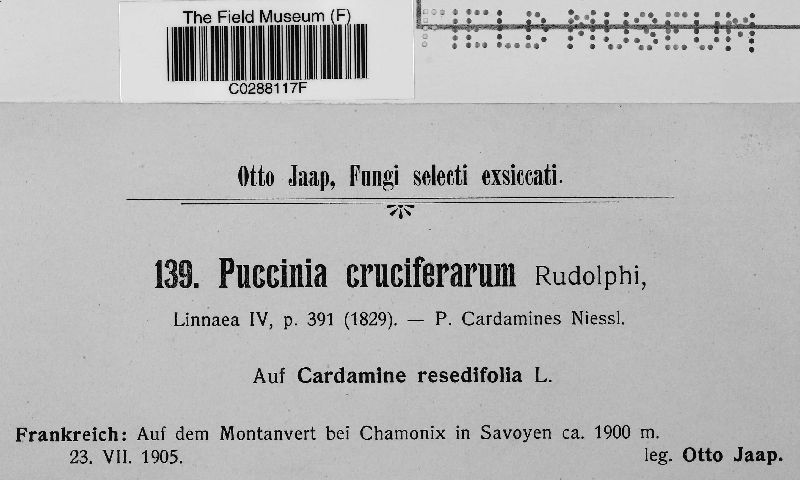 The Field Museum (F)
C0288117F
FIELD MUSEUM
Otto Jaap, Fungi selecti exsiccati.
139. Puccinia cruciferarum Rudolphi,
Linnaea IV, p. 391 (1829). — P. Cardamines Niessl.
Auf Cardamine resedifolia L.
Frankreich: Auf dem Montanvert bei Chamonix in Savoyen ca. 1900 m.
23. VII. 1905. leg. Otto Jaap.